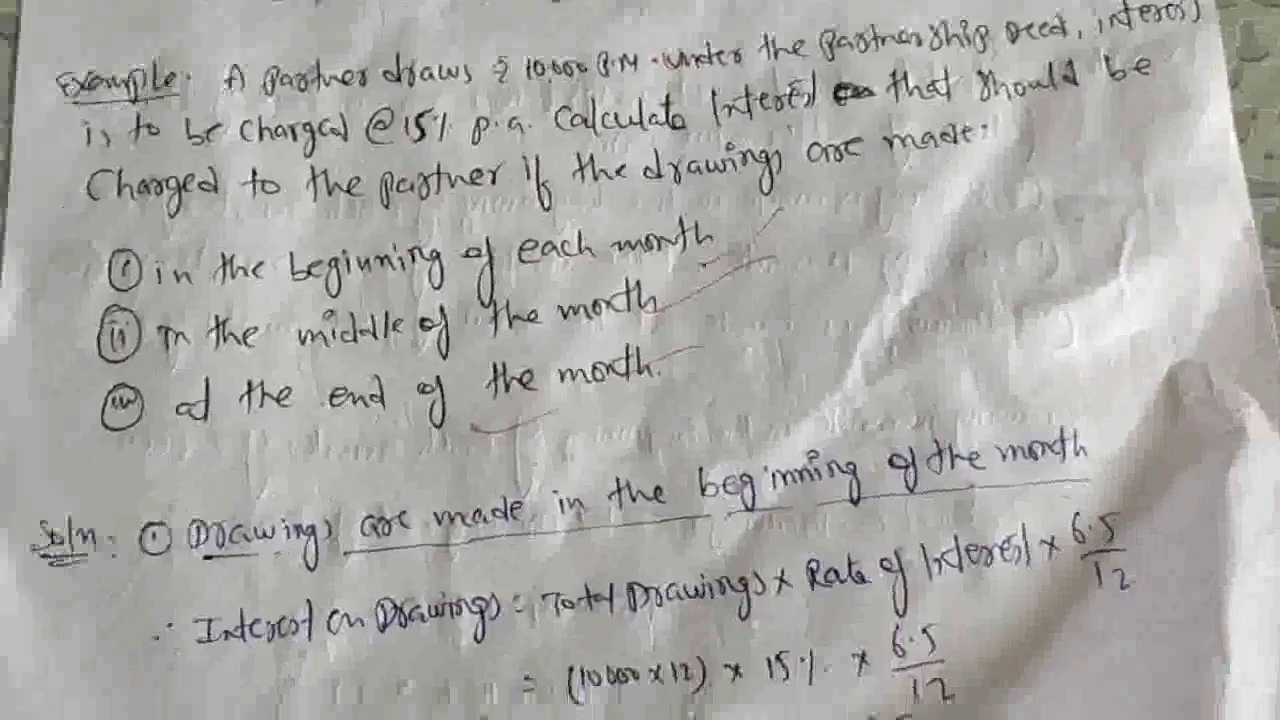 Example: A Partner draws ₹ 10000 P.M. Under the partnership deed, interest
is to be charged @15% p.a. Calculate Interest that should be
Charged to the partner if the drawings are made:
(i) in the beginning of each month
(ii) in the middle of the month
(iii) at the end of the month.
Soln: (i) Drawings are made in the beginning of the month
∴ Interest on Drawings = Total Drawings x Rate of Interest x 6.5/12
= (10000 x 12) x 15% x 6.5/12